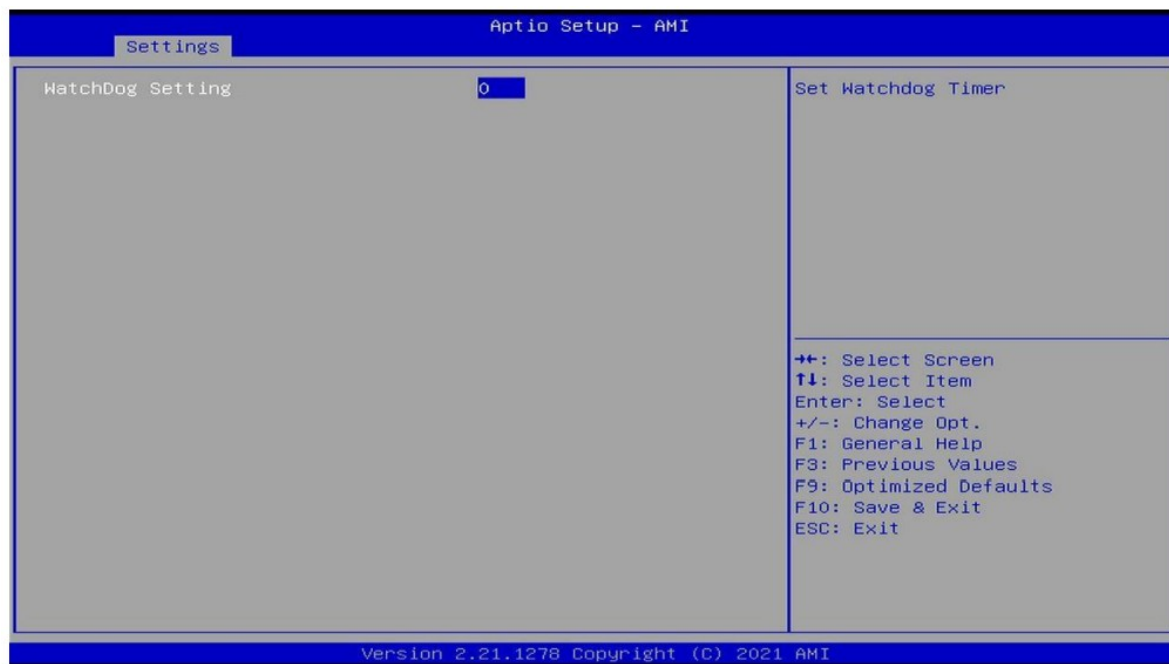 Aptio Setup – AMI
Settings
WatchDog Setting 0
Set Watchdog Timer
→←: Select Screen
↑↓: Select Item
Enter: Select
+/-: Change Opt.
F1: General Help
F3: Previous Values
F9: Optimized Defaults
F10: Save & Exit
ESC: Exit
Version 2.21.1278 Copyright (C) 2021 AMI